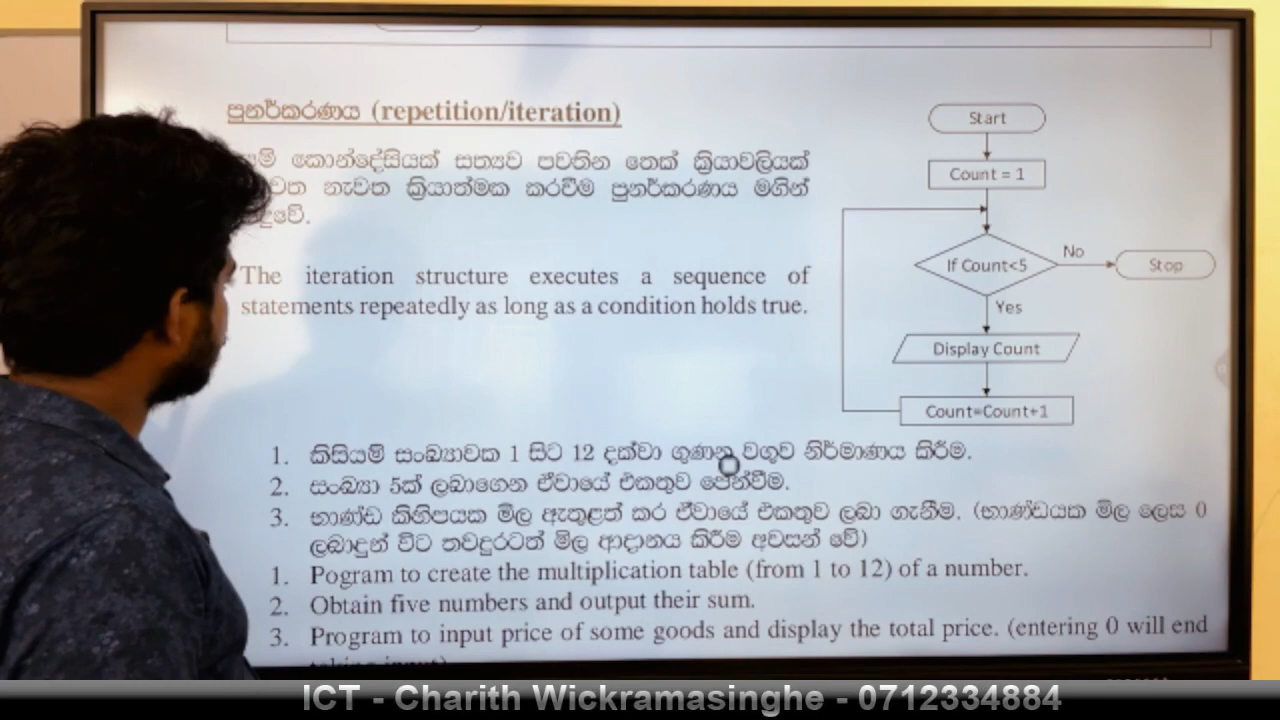 පුනර්කරණය (repetition/iteration)
කොන්දේසියක් සත්‍යව පවතින තෙක් ක්‍රියාවලියක්
නැවත ක්‍රියාත්මක කරවීම පුනර්කරණය මගින්
The iteration structure executes a sequence of
statements repeatedly as long as a condition holds true.
Start
Count = 1
If Count<5
No
Stop
Yes
Display Count
Count=Count+1
1. කිසියම් සංඛ්‍යාවක 1 සිට 12 දක්වා ගුණන වගුව නිර්මාණය කිරීම.
2. සංඛ්‍යා 5ක් ලබාගෙන ඒවායේ එකතුව පෙන්වීම.
3. භාණ්ඩ කිහිපයක මිල ඇතුළත් කර ඒවායේ එකතුව ලබා ගැනීම. (භාණ්ඩයක මිල ලෙස 0
ලබාදුන් විට තවදුරටත් මිල ආදානය කිරීම අවසන් වේ)
1. Pogram to create the multiplication table (from 1 to 12) of a number.
2. Obtain five numbers and output their sum.
3. Program to input price of some goods and display the total price. (entering 0 will end
ICT - Charith Wickramasinghe - 0712334884